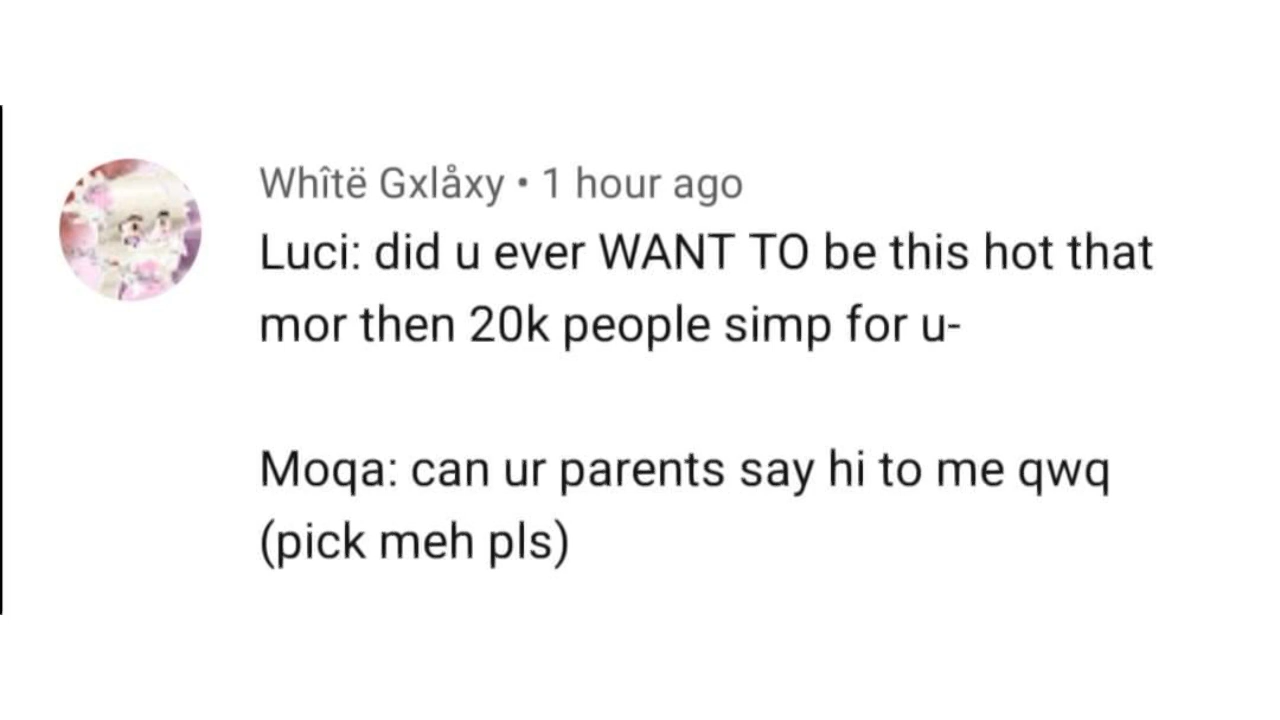 Whîtë Gxlåxy • 1 hour ago
Luci: did u ever WANT TO be this hot that
mor then 20k people simp for u-
Moqa: can ur parents say hi to me qwq
(pick meh pls)